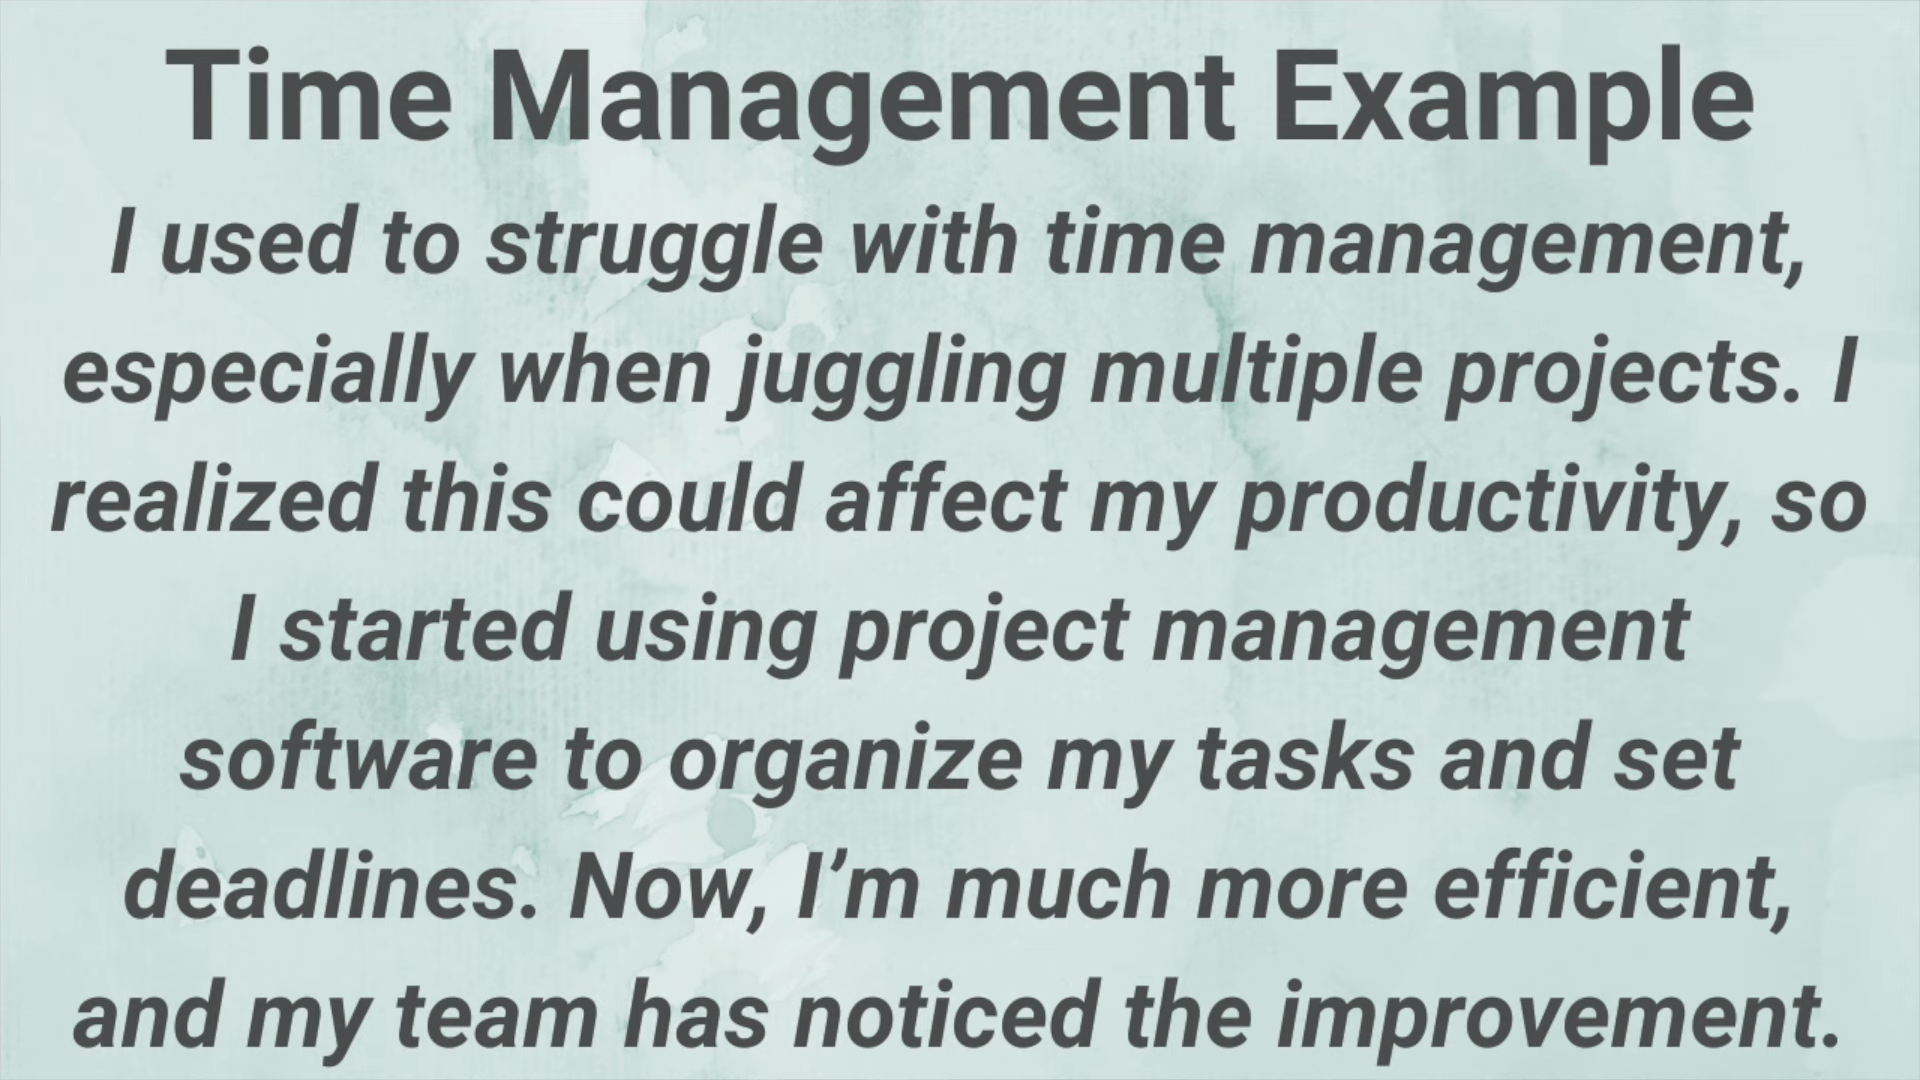 Time Management Example
I used to struggle with time management,
especially when juggling multiple projects. I
realized this could affect my productivity, so
I started using project management
software to organize my tasks and set
deadlines. Now, I’m much more efficient,
and my team has noticed the improvement.